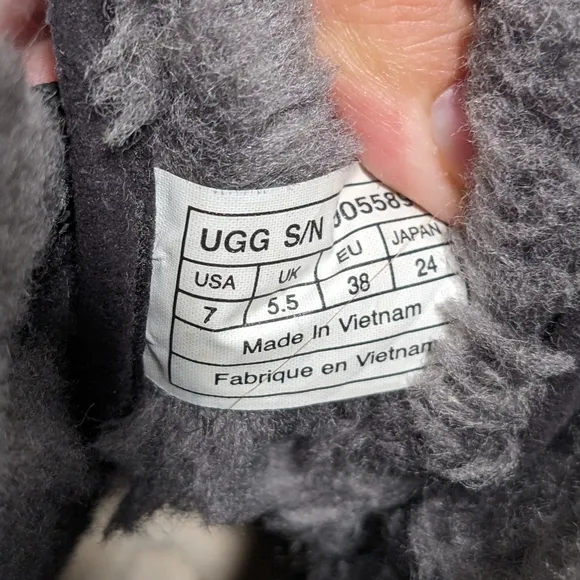 UGG S/N
USA UK EU JAPAN
7 5.5 38 24
Made In Vietnam
Fabrique en Vietnam